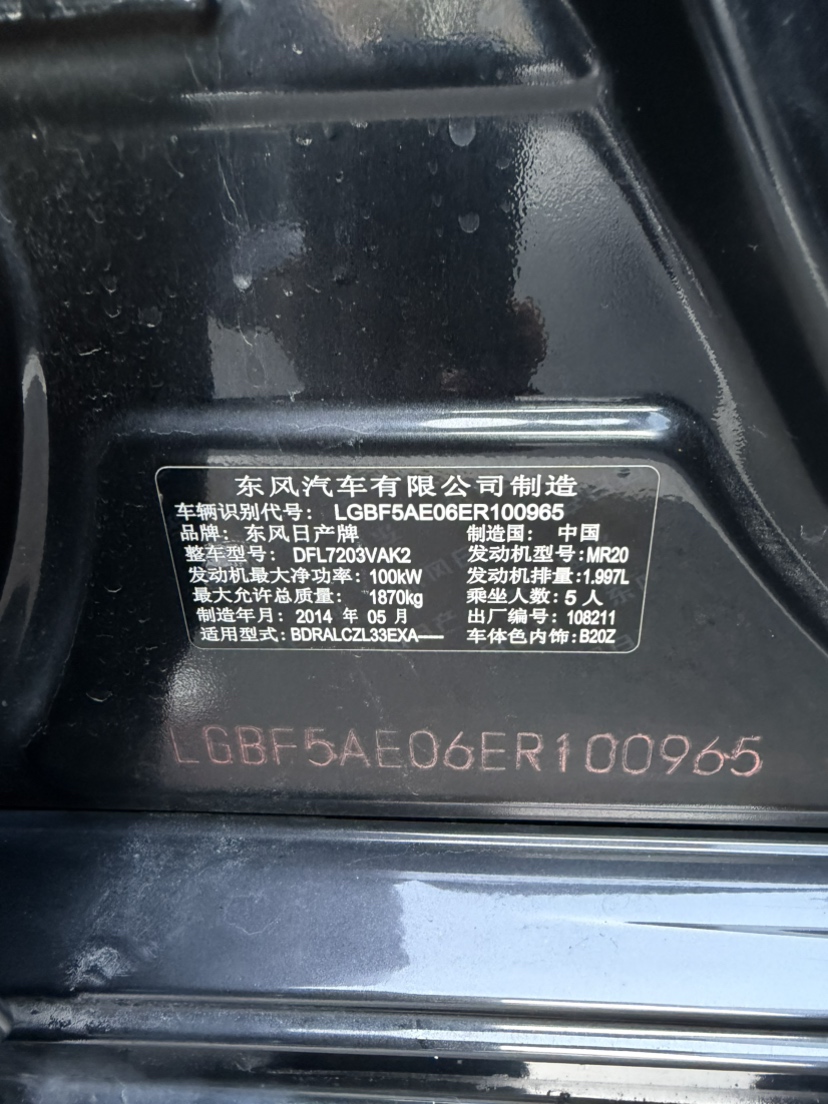 东风汽车有限公司制造
车辆识别代号: LGBF5AE06ER100965
品牌: 东风日产牌 制造国: 中国
整车型号: DFL7203VAK2 发动机型号:MR20
发动机最大净功率: 100kW 发动机排量:1.997L
最大允许总质量: 1870kg 乘坐人数: 5 人
制造年月: 2014 年 05 月 出厂编号: 108211
适用型式: BDRALCZL33EXA—— 车体色内饰:B20Z
LGBF5AE06ER100965